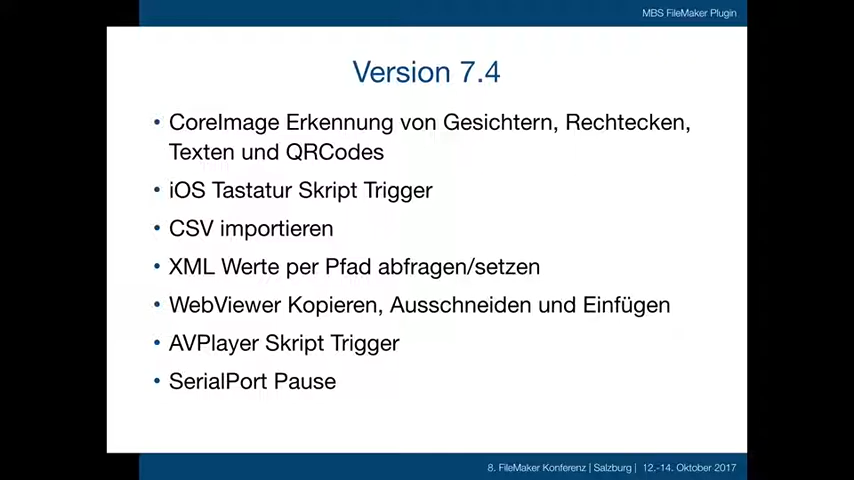 MBS FileMaker Plugin
Version 7.4
• CoreImage Erkennung von Gesichtern, Rechtecken,
Texten und QRCodes
• iOS Tastatur Skript Trigger
• CSV importieren
• XML Werte per Pfad abfragen/setzen
• WebViewer Kopieren, Ausschneiden und Einfügen
• AVPlayer Skript Trigger
• SerialPort Pause
8. FileMaker Konferenz | Salzburg | 12.-14. Oktober 2017